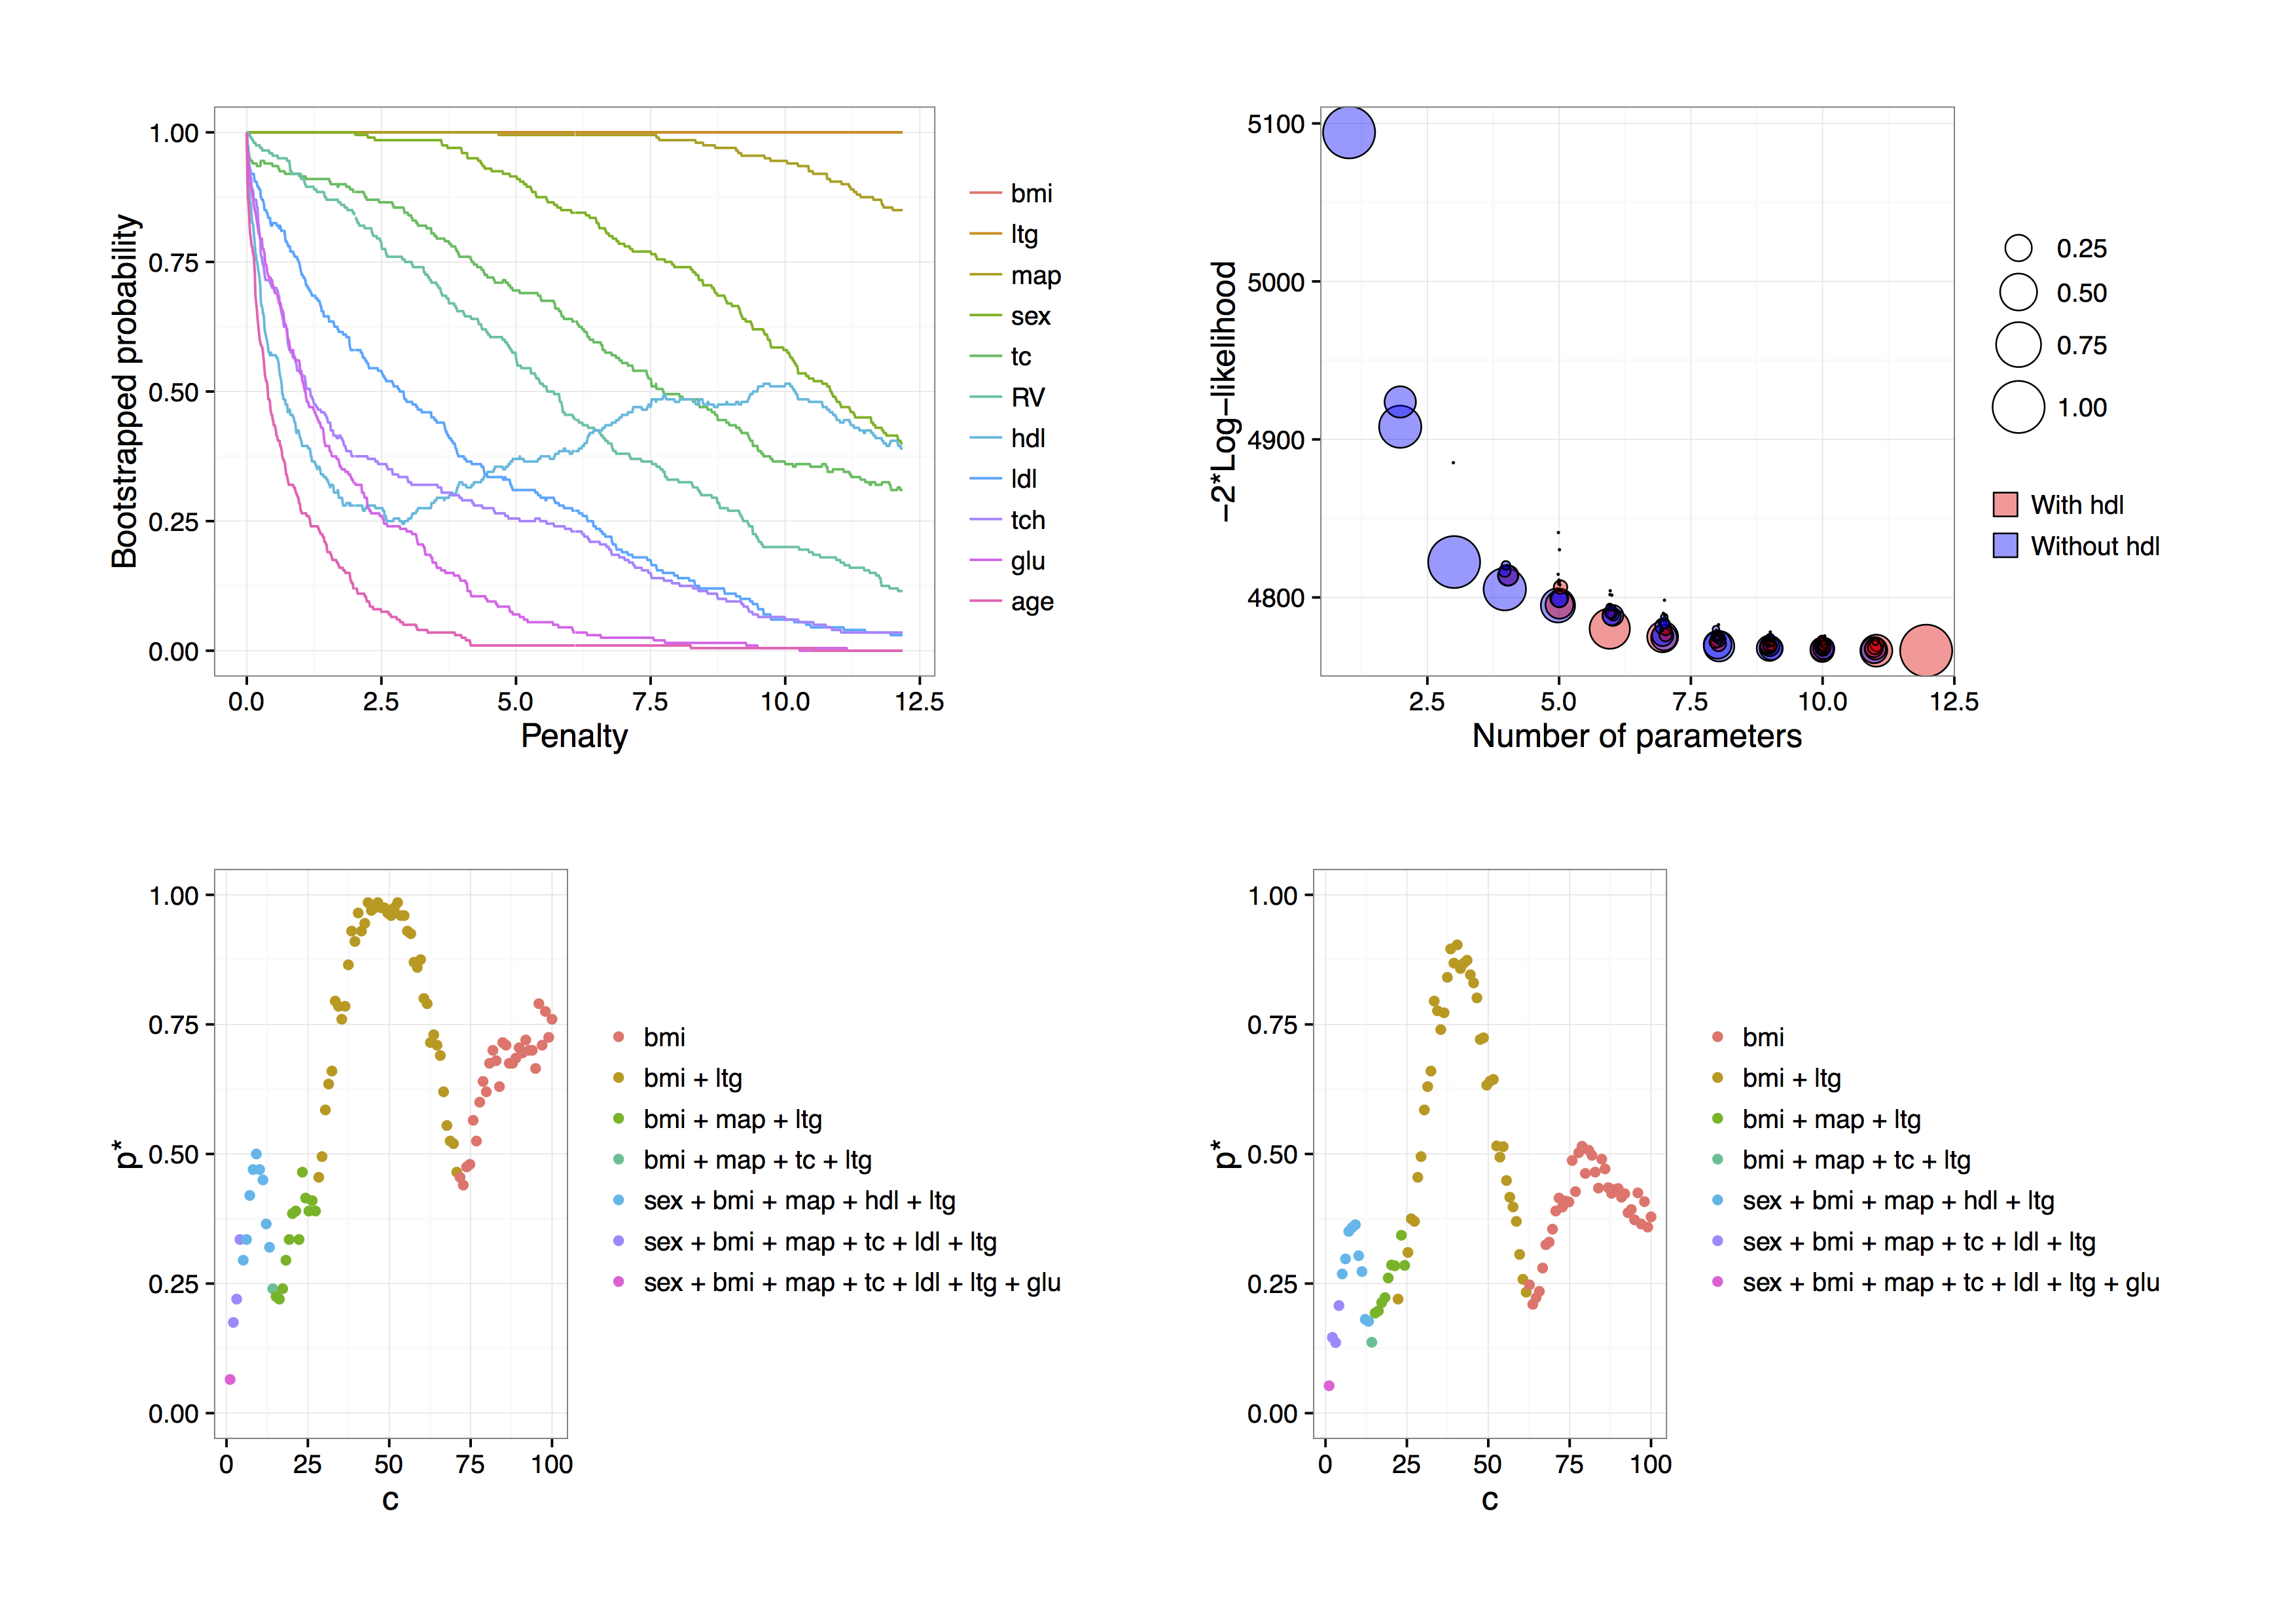 1.00
0.75
0.50
0.25
0.00
Bootstrapped probability
0.0 2.5 5.0 7.5 10.0 12.5
Penalty
bmi
ltg
map
sex
tc
RV
hdl
ldl
tch
glu
age
5100
5000
4900
4800
−2*Log−likelihood
2.5 5.0 7.5 10.0 12.5
Number of parameters
0.25
0.50
0.75
1.00
With hdl
Without hdl
1.00
0.75
0.50
0.25
0.00
p*
0 25 50 75 100
c
bmi
bmi + ltg
bmi + map + ltg
bmi + map + tc + ltg
sex + bmi + map + hdl + ltg
sex + bmi + map + tc + ldl + ltg
sex + bmi + map + tc + ldl + ltg + glu
1.00
0.75
0.50
0.25
0.00
p*
0 25 50 75 100
c
bmi
bmi + ltg
bmi + map + ltg
bmi + map + tc + ltg
sex + bmi + map + hdl + ltg
sex + bmi + map + tc + ldl + ltg
sex + bmi + map + tc + ldl + ltg + glu